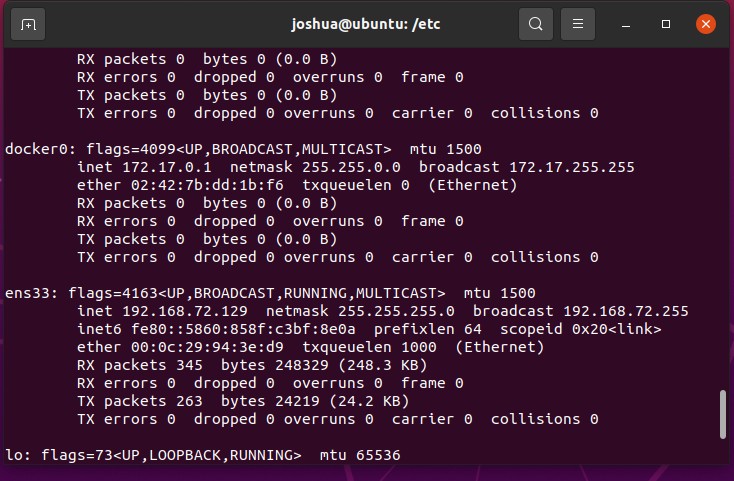 joshua@ubuntu: /etc
RX packets 0  bytes 0 (0.0 B)
RX errors 0  dropped 0  overruns 0  frame 0
TX packets 0  bytes 0 (0.0 B)
TX errors 0  dropped 0 overruns 0  carrier 0  collisions 0
docker0: flags=4099<UP,BROADCAST,MULTICAST>  mtu 1500
inet 172.17.0.1  netmask 255.255.0.0  broadcast 172.17.255.255
ether 02:42:7b:dd:1b:f6  txqueuelen 0  (Ethernet)
RX packets 0  bytes 0 (0.0 B)
RX errors 0  dropped 0  overruns 0  frame 0
TX packets 0  bytes 0 (0.0 B)
TX errors 0  dropped 0 overruns 0  carrier 0  collisions 0
ens33: flags=4163<UP,BROADCAST,RUNNING,MULTICAST>  mtu 1500
inet 192.168.72.129  netmask 255.255.255.0  broadcast 192.168.72.255
inet6 fe80::5860:858f:c3bf:8e0a  prefixlen 64  scopeid 0x20<link>
ether 00:0c:29:94:3e:d9  txqueuelen 1000  (Ethernet)
RX packets 345  bytes 248329 (248.3 KB)
RX errors 0  dropped 0  overruns 0  frame 0
TX packets 263  bytes 24219 (24.2 KB)
TX errors 0  dropped 0 overruns 0  carrier 0  collisions 0
lo: flags=73<UP,LOOPBACK,RUNNING>  mtu 65536